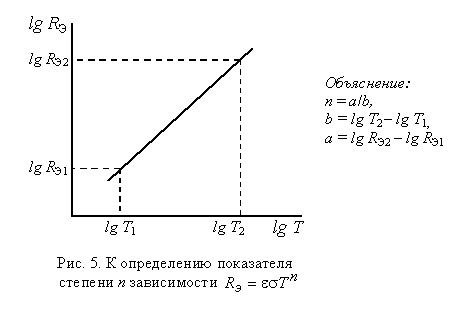 lg Rэ
lg Rэ2
Объяснение:
n = a/b,
b = lg T₂ – lg T₁,
a = lg Rэ2 – lg Rэ1
lg Rэ1
lg T₁ lg T₂ lg T
Рис. 5. К определению показателя
степени n зависимости Rэ = εσTⁿ